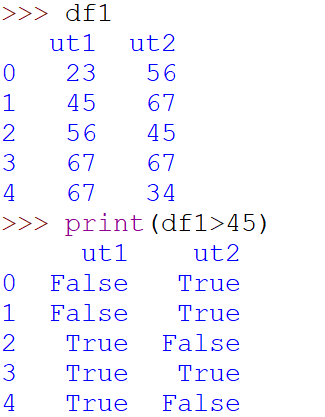 >>> df1
   ut1  ut2
0   23   56
1   45   67
2   56   45
3   67   67
4   67   34
>>> print(df1>45)
     ut1    ut2
0  False   True
1  False   True
2   True  False
3   True   True
4   True  False